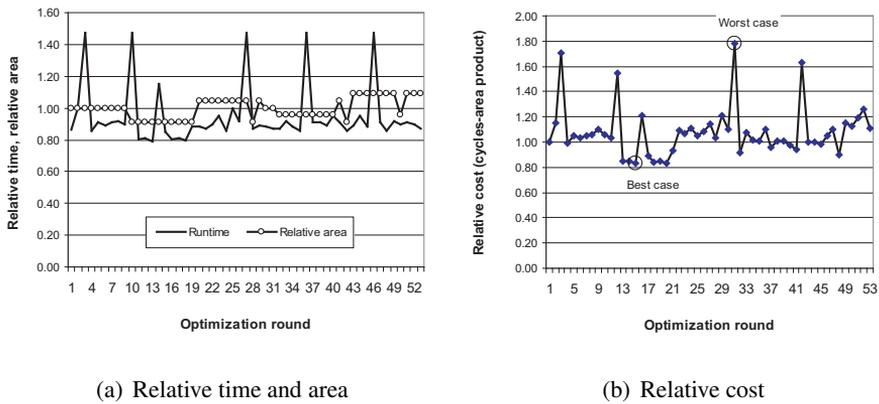 Relative time, relative area
1.60
1.40
1.20
1.00
0.80
0.60
0.40
0.20
0.00
Runtime
Relative area
1 4 7 10 13 16 19 22 25 28 31 34 37 40 43 46 49 52
Optimization round
(a) Relative time and area
Relative cost (cycles-area product)
2.00
1.80
1.60
1.40
1.20
1.00
0.80
0.60
0.40
0.20
0.00
Worst case
Best case
1 5 9 13 17 21 25 29 33 37 41 45 49 53
Optimization round
(b) Relative cost